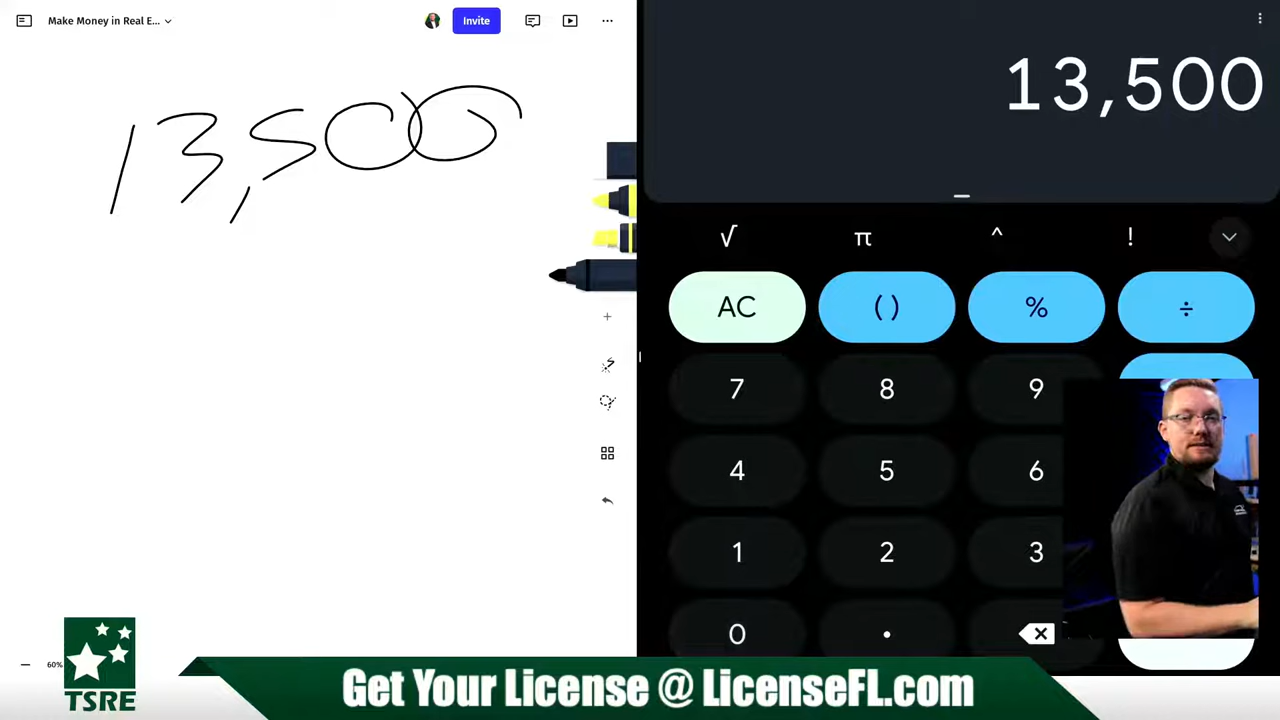 Make Money in Real E...
Invite
13,500
13,500
√ π ^ !
AC ( ) % ÷
7 8 9
4 5 6
1 2 3
0 .
60%
TSRE
Get Your License @ LicenseFL.com